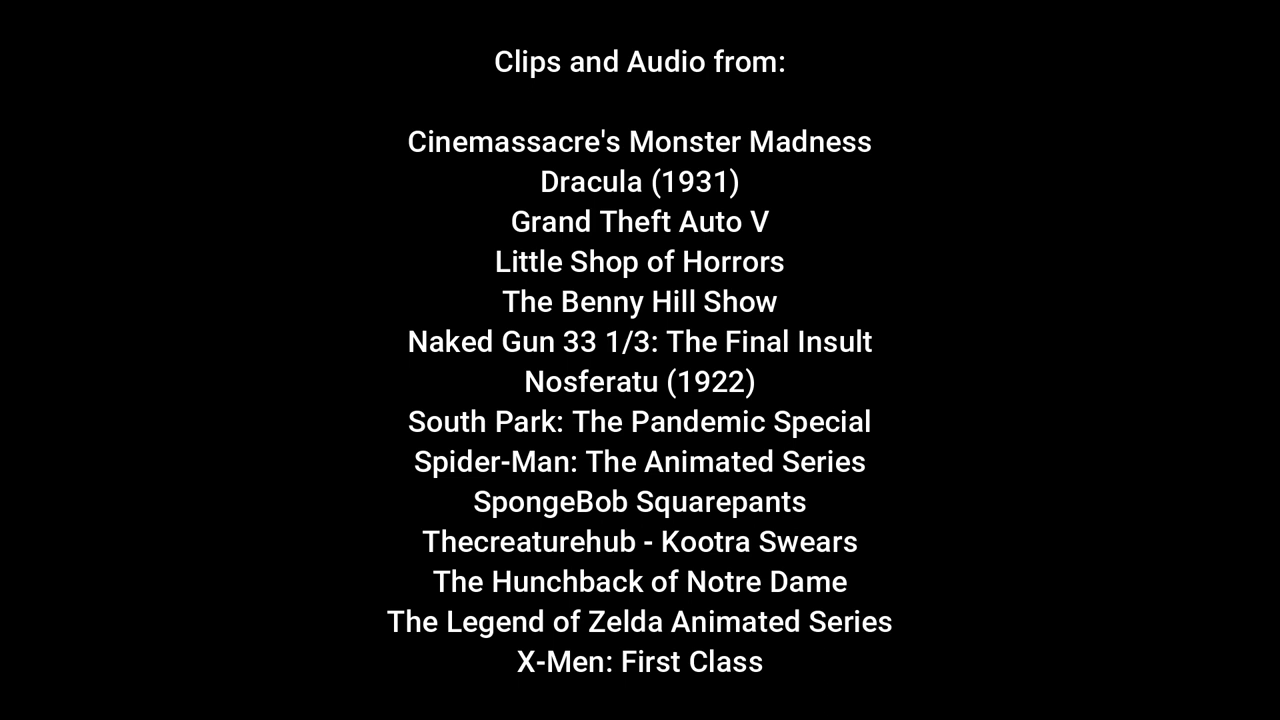 Clips and Audio from:
Cinemassacre's Monster Madness
Dracula (1931)
Grand Theft Auto V
Little Shop of Horrors
The Benny Hill Show
Naked Gun 33 1/3: The Final Insult
Nosferatu (1922)
South Park: The Pandemic Special
Spider-Man: The Animated Series
SpongeBob Squarepants
Thecreaturehub - Kootra Swears
The Hunchback of Notre Dame
The Legend of Zelda Animated Series
X-Men: First Class